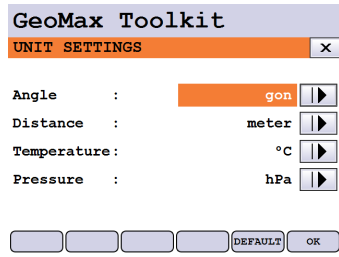 GeoMax Toolkit
UNIT SETTINGS X
Angle : gon
Distance : meter
Temperature: °C
Pressure : hPa
DEFAULT OK